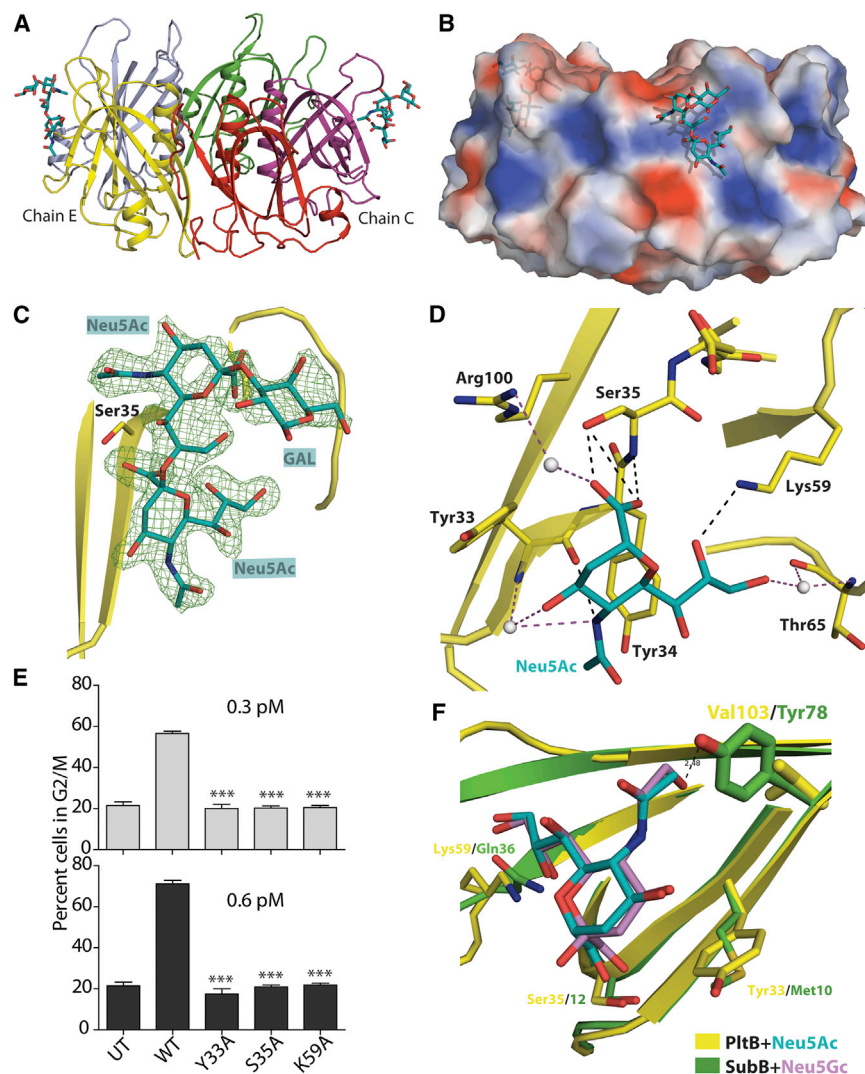 A
Chain E
Chain C
B
C
Neu5Ac
Ser35
GAL
Neu5Ac
D
Arg100
Ser35
Lys59
Tyr33
Thr65
Tyr34
Neu5Ac
E
Percent cells in G2/M
80
60
40
20
0
0.3 pM
***
***
***
80
60
40
20
0
0.6 pM
***
***
***
UT
WT
Y33A
S35A
K59A
F
Val103/Tyr78
2.48
Lys59/Gln36
Ser35/12
Tyr33/Met10
PltB+Neu5Ac
SubB+Neu5Gc